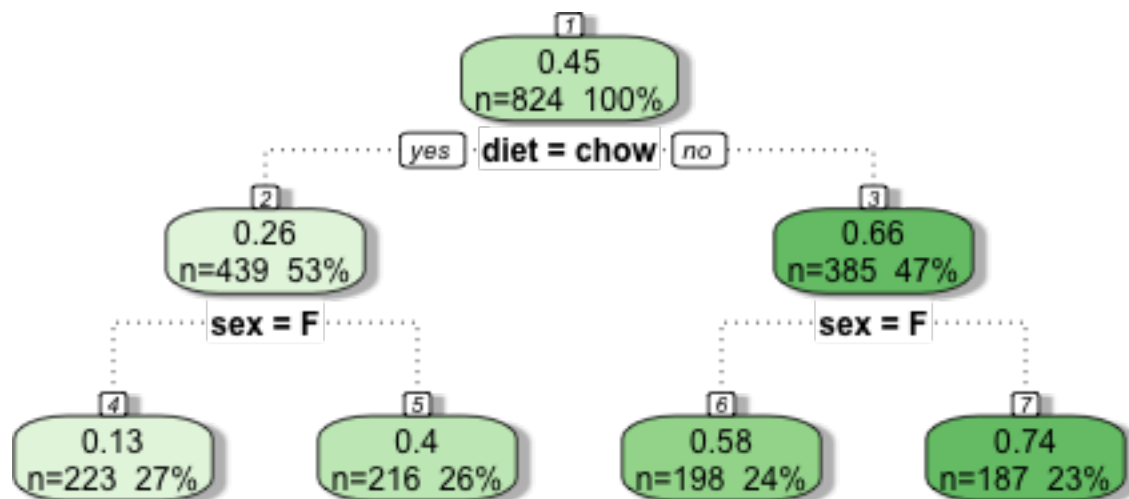 1
0.45
n=824 100%
yes diet = chow no
2
0.26
n=439 53%
3
0.66
n=385 47%
sex = F
sex = F
4
0.13
n=223 27%
5
0.4
n=216 26%
6
0.58
n=198 24%
7
0.74
n=187 23%